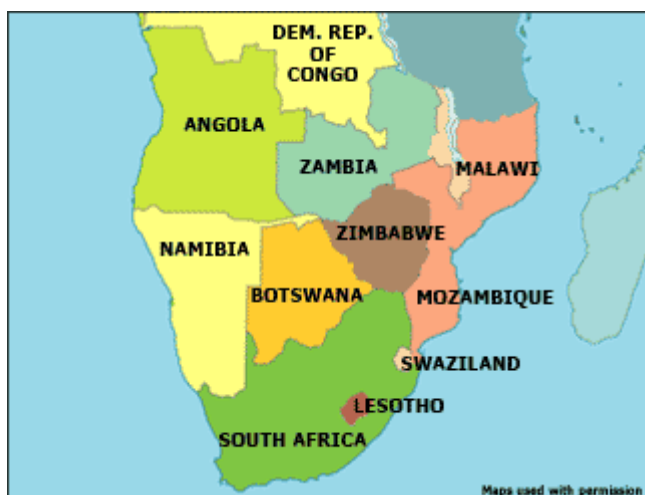 DEM. REP.
OF
CONGO
ANGOLA
ZAMBIA
MALAWI
NAMIBIA
ZIMBABWE
BOTSWANA
MOZAMBIQUE
SWAZILAND
LESOTHO
SOUTH AFRICA
Maps used with permission